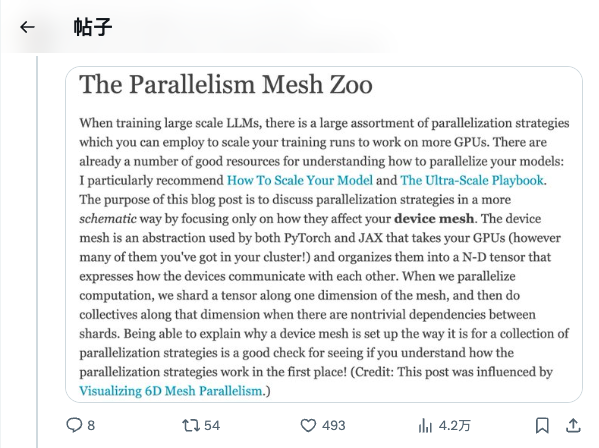 帖子
The Parallelism Mesh Zoo
When training large scale LLMs, there is a large assortment of parallelization strategies
which you can employ to scale your training runs to work on more GPUs. There are
already a number of good resources for understanding how to parallelize your models:
I particularly recommend How To Scale Your Model and The Ultra-Scale Playbook.
The purpose of this blog post is to discuss parallelization strategies in a more
schematic way by focusing only on how they affect your device mesh. The device
mesh is an abstraction used by both PyTorch and JAX that takes your GPUs (however
many of them you've got in your cluster!) and organizes them into a N-D tensor that
expresses how the devices communicate with each other. When we parallelize
computation, we shard a tensor along one dimension of the mesh, and then do
collectives along that dimension when there are nontrivial dependencies between
shards. Being able to explain why a device mesh is set up the way it is for a collection of
parallelization strategies is a good check for seeing if you understand how the
parallelization strategies work in the first place! (Credit: This post was influenced by
Visualizing 6D Mesh Parallelism.)
8 54 493 4.2万